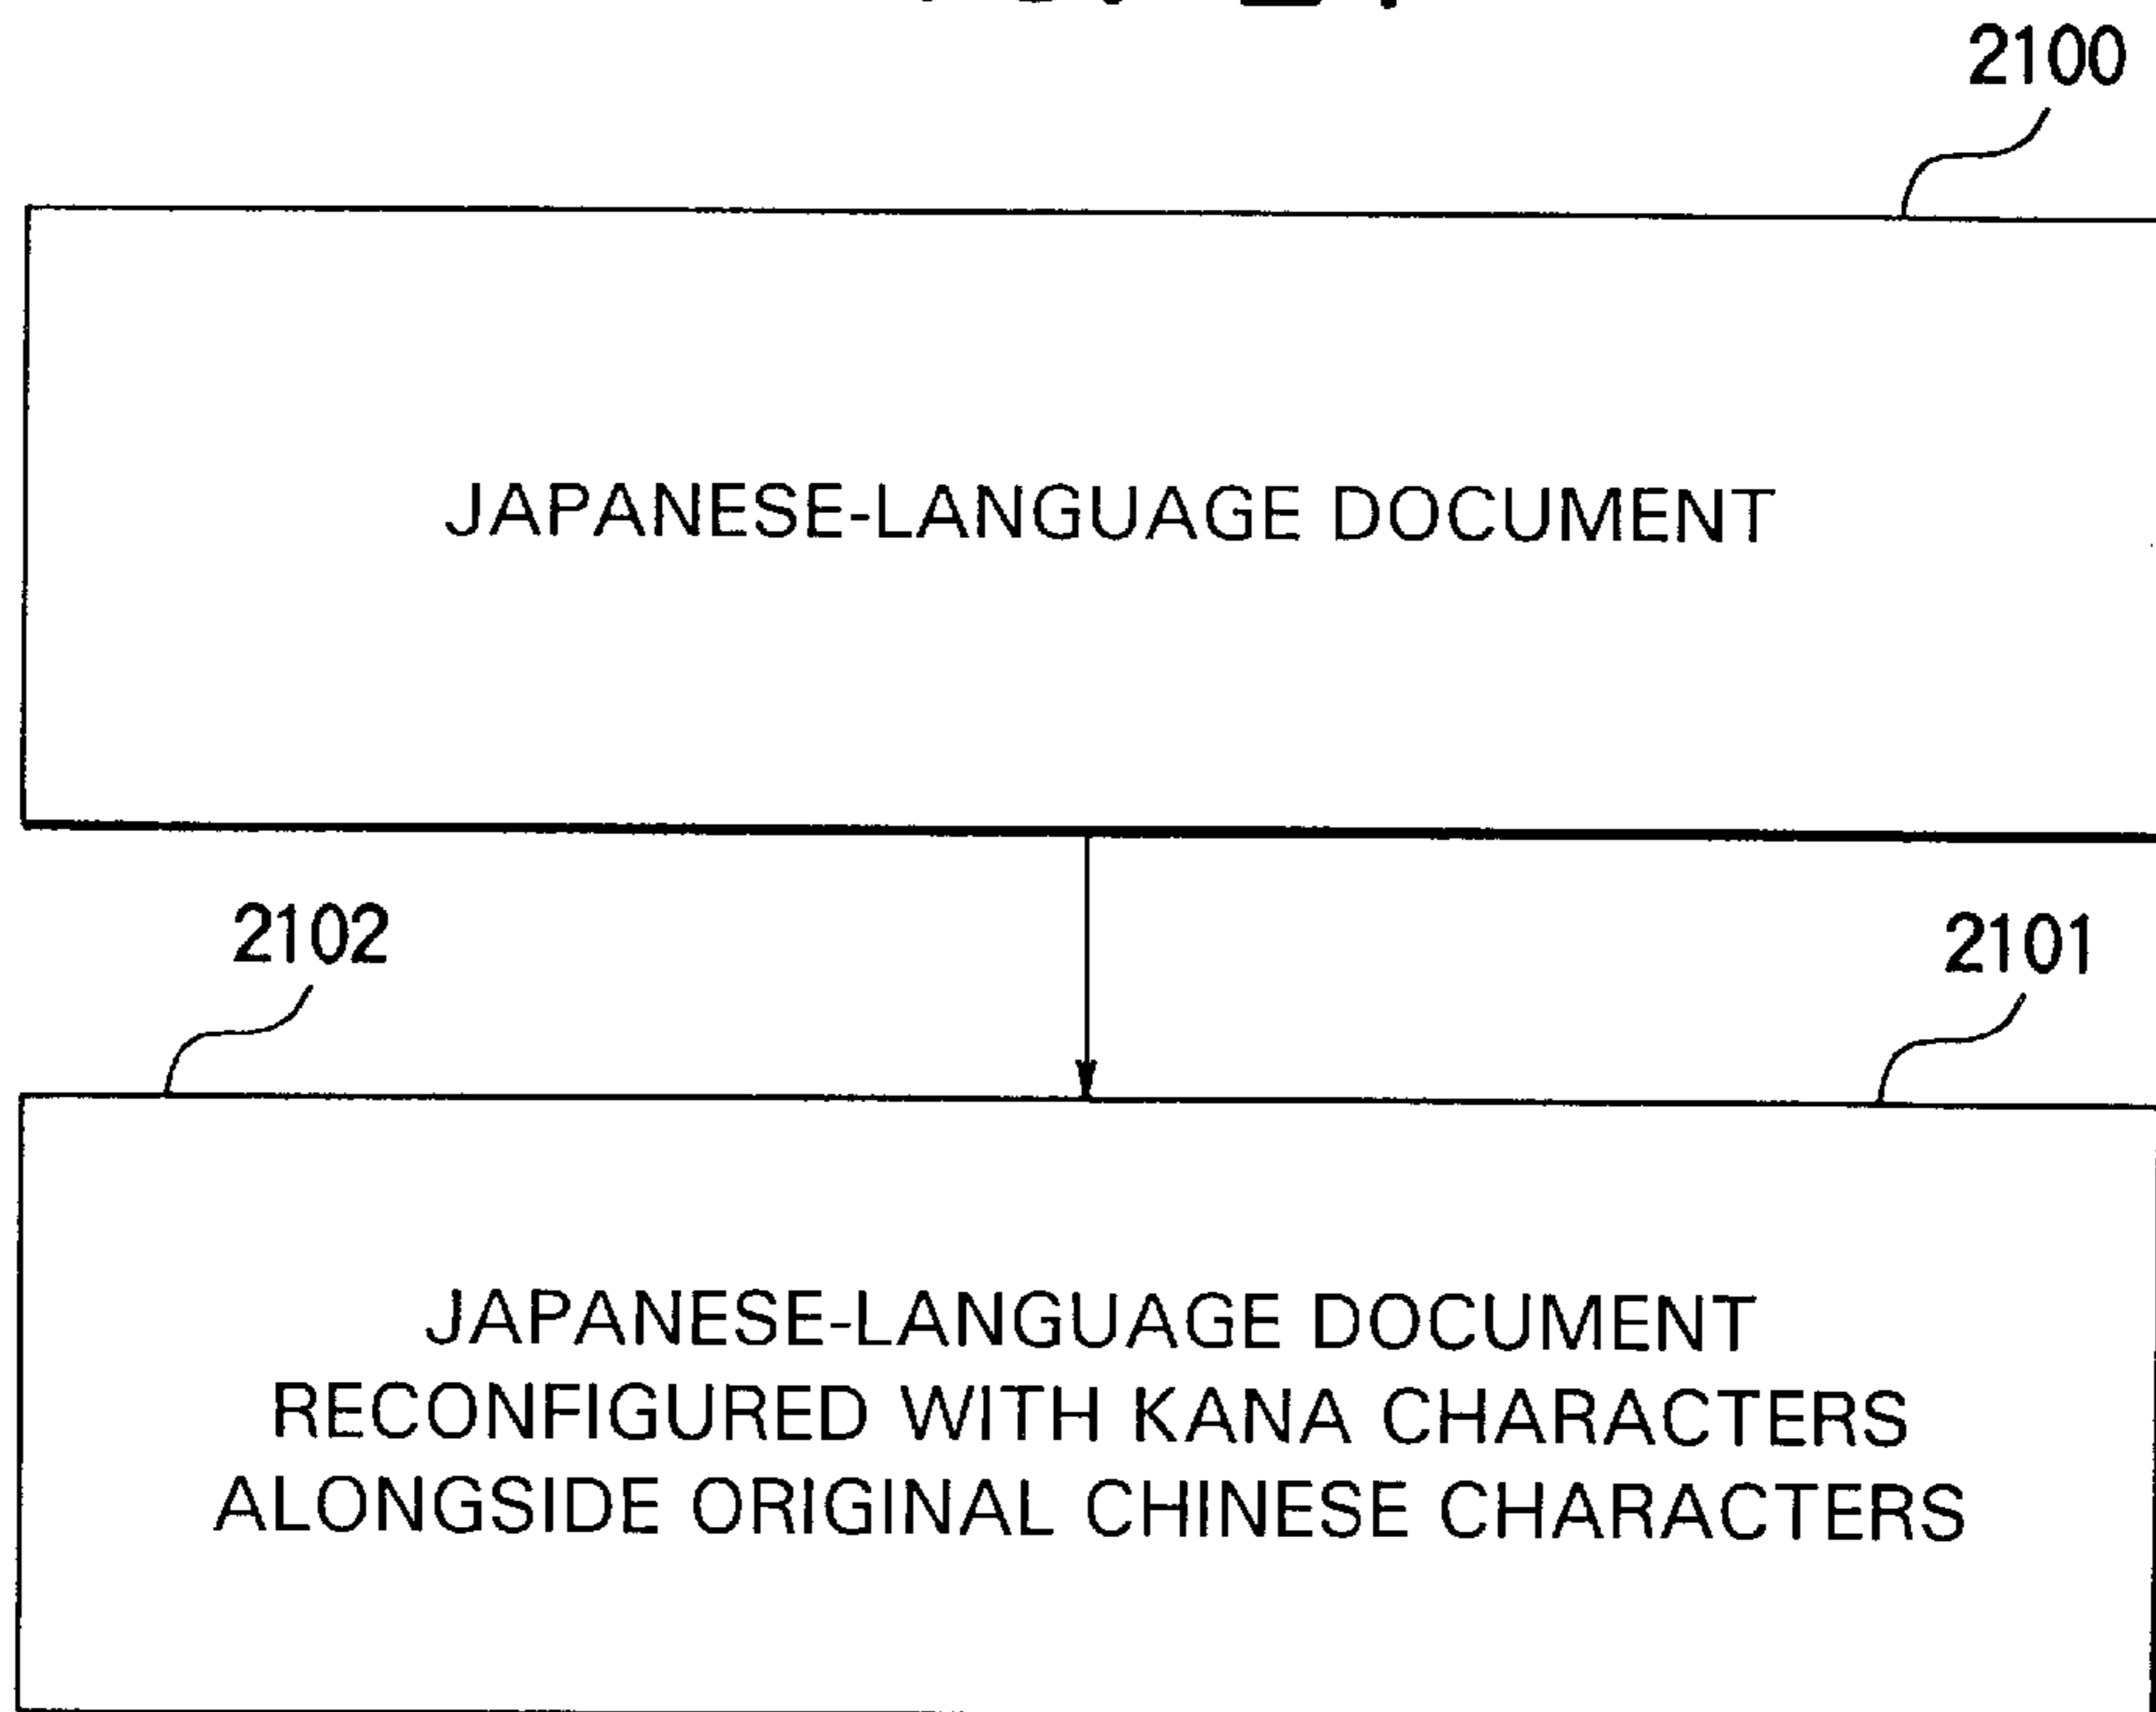 2100
JAPANESE-LANGUAGE DOCUMENT
2102
2101
JAPANESE-LANGUAGE DOCUMENT
RECONFIGURED WITH KANA CHARACTERS
ALONGSIDE ORIGINAL CHINESE CHARACTERS